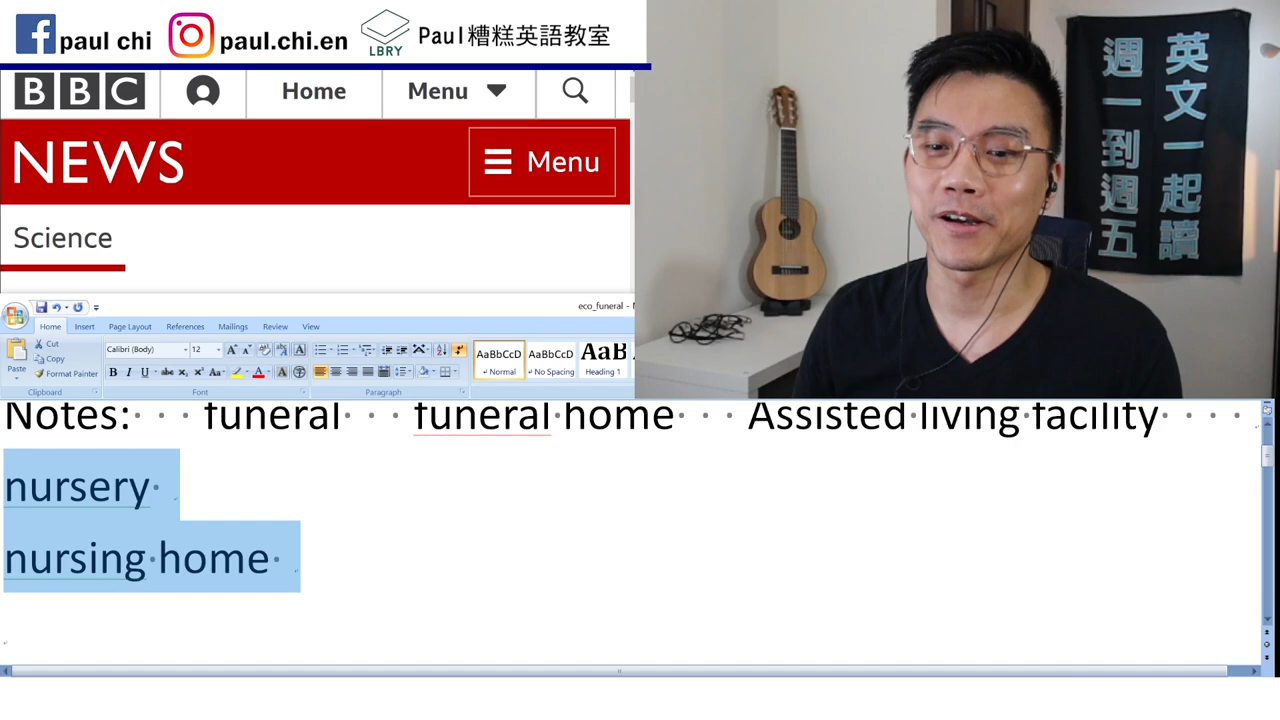 paul chi paul.chi.en LBRY Paul糟糕英語教室
BBC Home Menu
NEWS Menu
Science
eco_funeral -
Home Insert Page Layout References Mailings Review View
Cut
Copy
Format Painter
Paste
Clipboard
Calibri (Body) 12
Font
Paragraph
AaBbCcD AaBbCcD AaB
Normal No Spacing Heading 1
Notes: funeral funeral home Assisted living facility
nursery
nursing home
英文一起讀
週一到週五